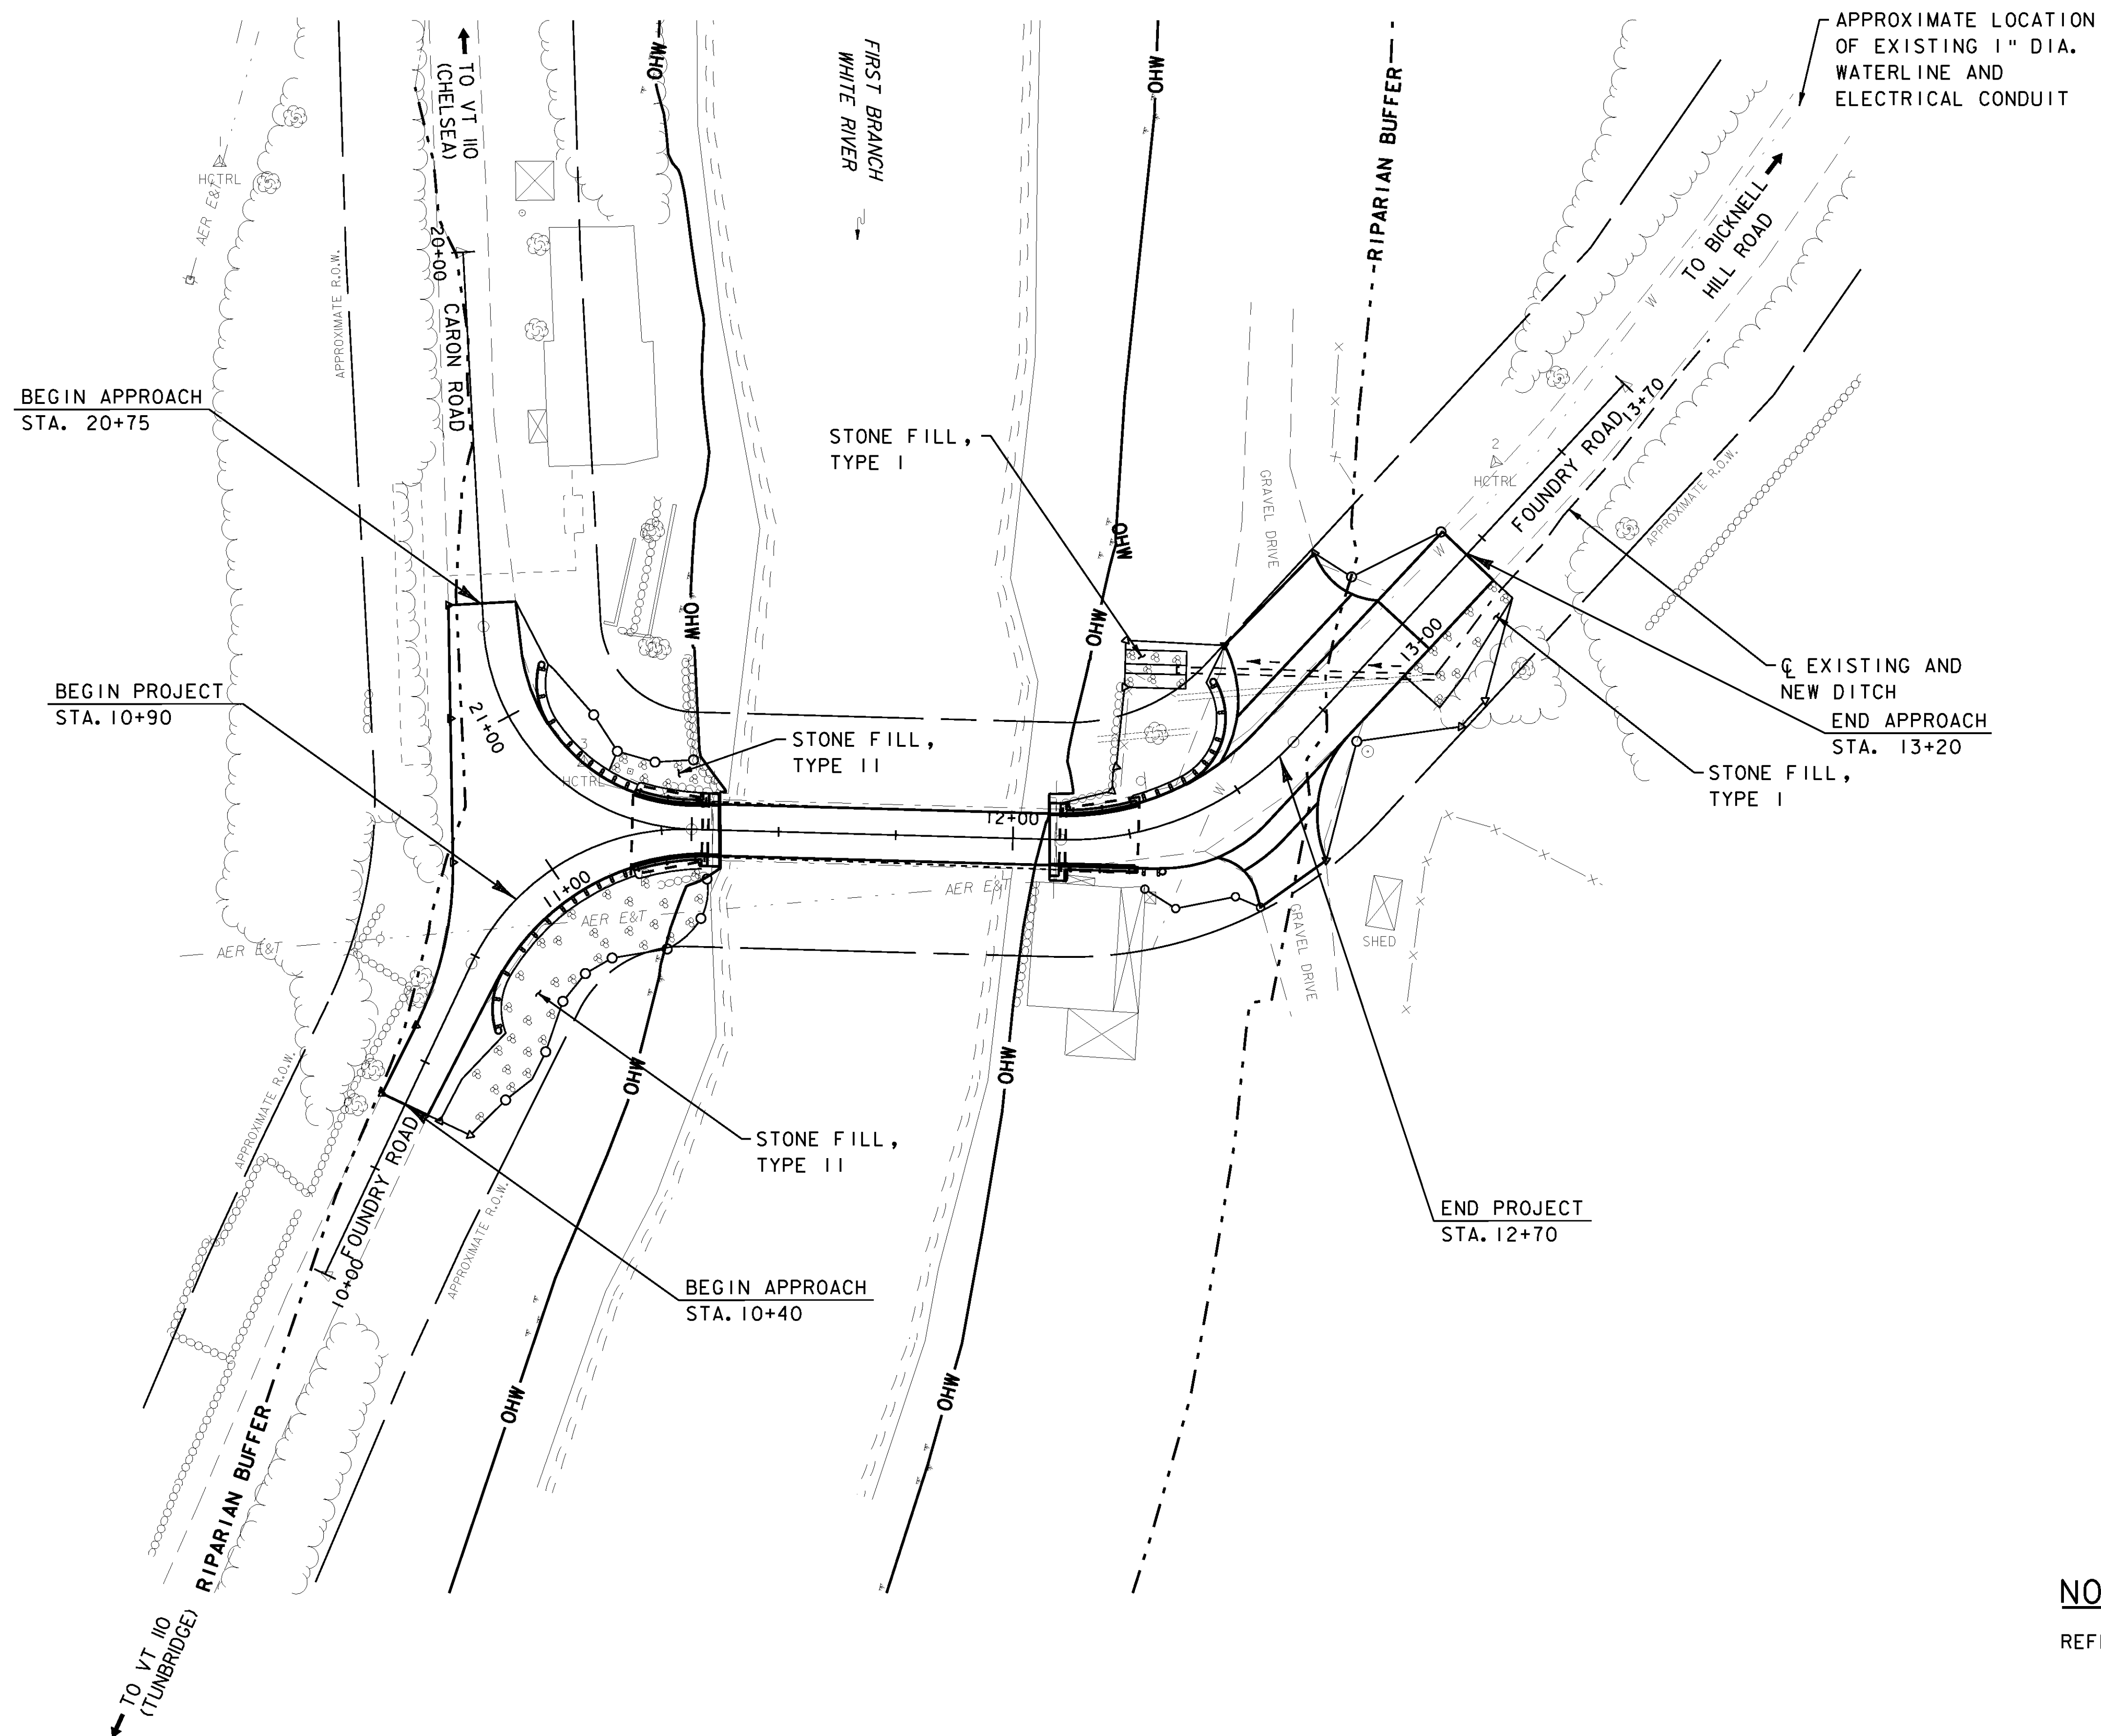 APPROXIMATE LOCATION
OF EXISTING 1" DIA.
WATERLINE AND
ELECTRICAL CONDUIT
TO VT 110
(CHELSEA)
OHW
FIRST BRANCH
WHITE RIVER
OHW
RIPARIAN BUFFER
TO BICKNELL
HILL ROAD
HCTRL
AER E&T
APPROXIMATE R.O.W.
20+00
CARON ROAD
W
BEGIN APPROACH
STA. 20+75
STONE FILL,
TYPE I
13+70
FOUNDRY ROAD
2
HCTRL
APPROXIMATE R.O.W.
GRAVEL DRIVE
OHW
W
OHW
OHW
13+00
BEGIN PROJECT
STA. 10+90
21+00
STONE FILL,
TYPE II
3
HCTRL
℄ EXISTING AND
NEW DITCH
END APPROACH
STA. 13+20
STONE FILL,
TYPE I
W
12+00
11+00
AER E&T
AER E&T
AER E&T
GRAVEL DRIVE
SHED
OHW
OHW
STONE FILL,
TYPE II
APPROXIMATE R.O.W.
APPROXIMATE R.O.W.
FOUNDRY ROAD
10+00
END PROJECT
STA. 12+70
BEGIN APPROACH
STA. 10+40
OHW
OHW
RIPARIAN BUFFER
TO VT 110
(TUNBRIDGE)